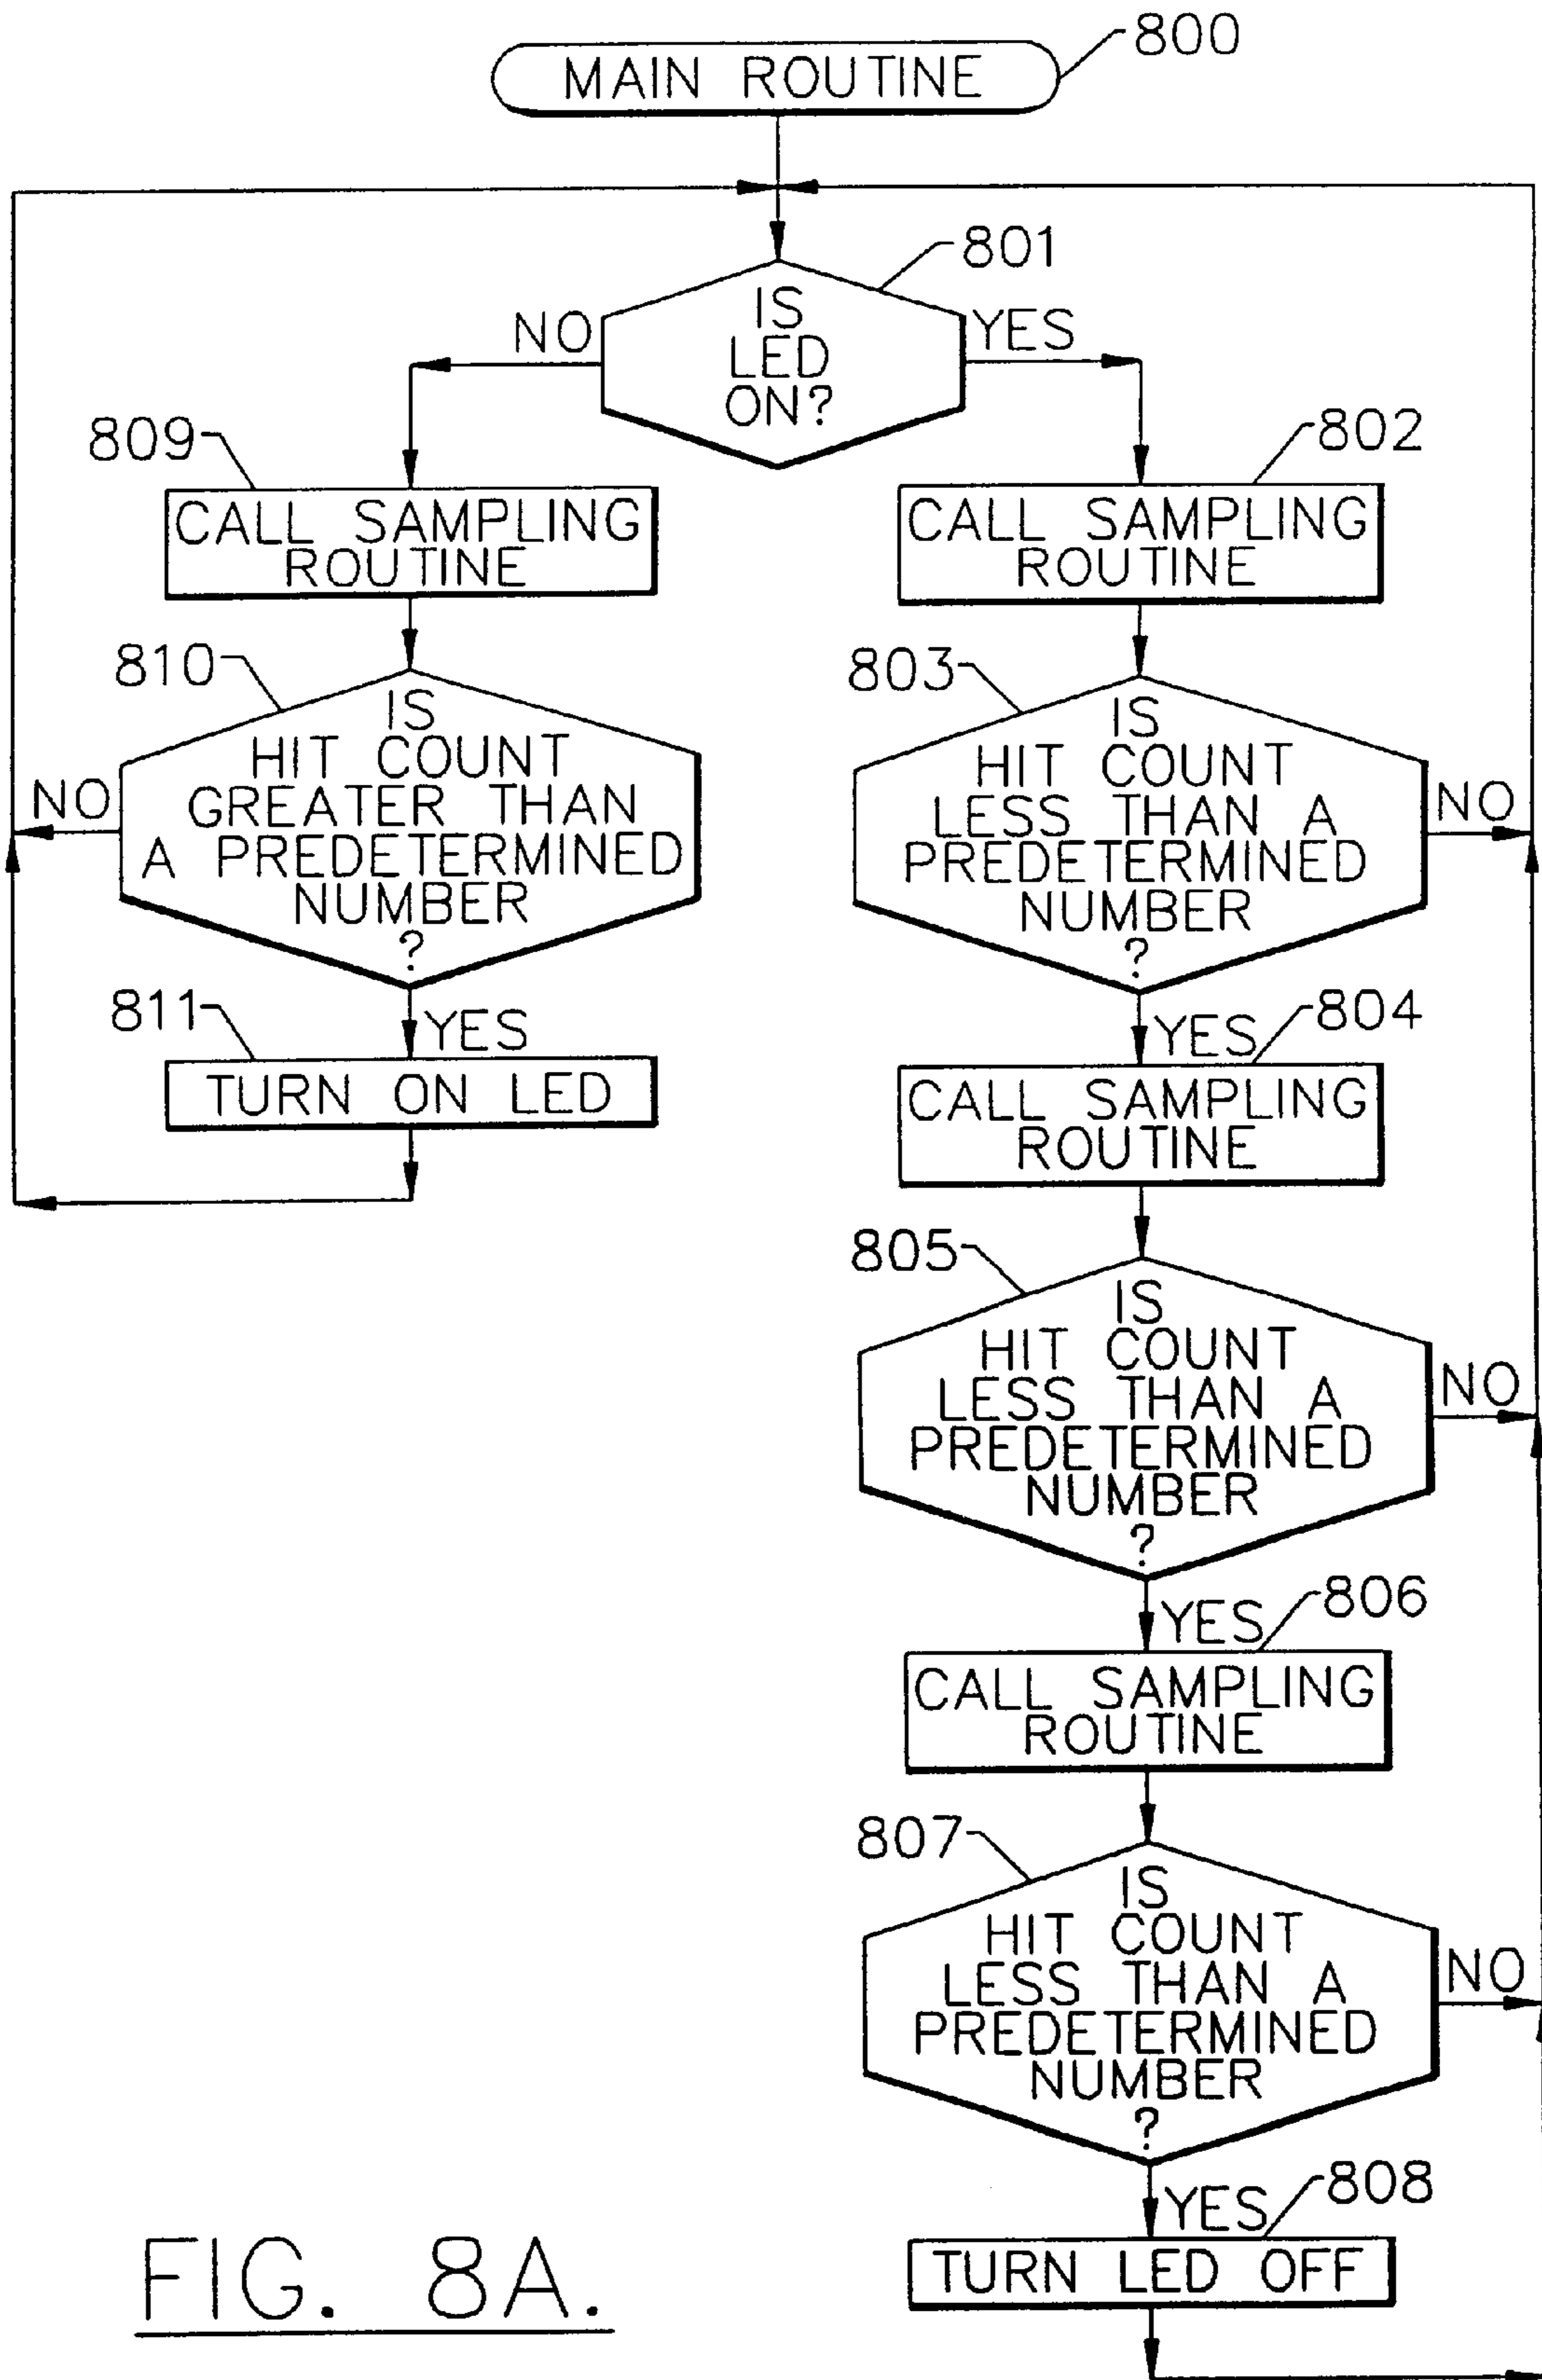 800
MAIN ROUTINE
801
IS
LED
ON?
NO
YES
809
CALL SAMPLING
ROUTINE
810
IS
HIT COUNT
GREATER THAN
A PREDETERMINED
NUMBER
?
NO
YES
811
TURN ON LED
802
CALL SAMPLING
ROUTINE
803
IS
HIT COUNT
LESS THAN A
PREDETERMINED
NUMBER
?
NO
YES
804
CALL SAMPLING
ROUTINE
805
IS
HIT COUNT
LESS THAN A
PREDETERMINED
NUMBER
?
NO
YES
806
CALL SAMPLING
ROUTINE
807
IS
HIT COUNT
LESS THAN A
PREDETERMINED
NUMBER
?
NO
YES
808
TURN LED OFF
FIG. 8A.